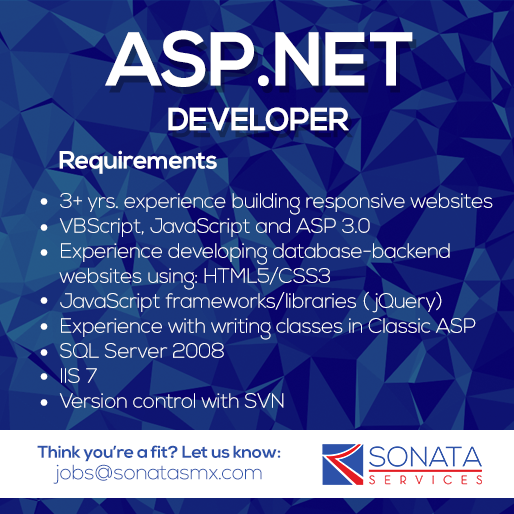 ASP.NET
DEVELOPER
Requirements
• 3+ yrs. experience building responsive websites
• VBScript, JavaScript and ASP 3.0
• Experience developing database-backend
websites using: HTML5/CSS3
• JavaScript frameworks/libraries ( jQuery)
• Experience with writing classes in Classic ASP
• SQL Server 2008
• IIS 7
• Version control with SVN
Think you're a fit? Let us know:
jobs@sonatasmx.com
SONATA
SERVICES